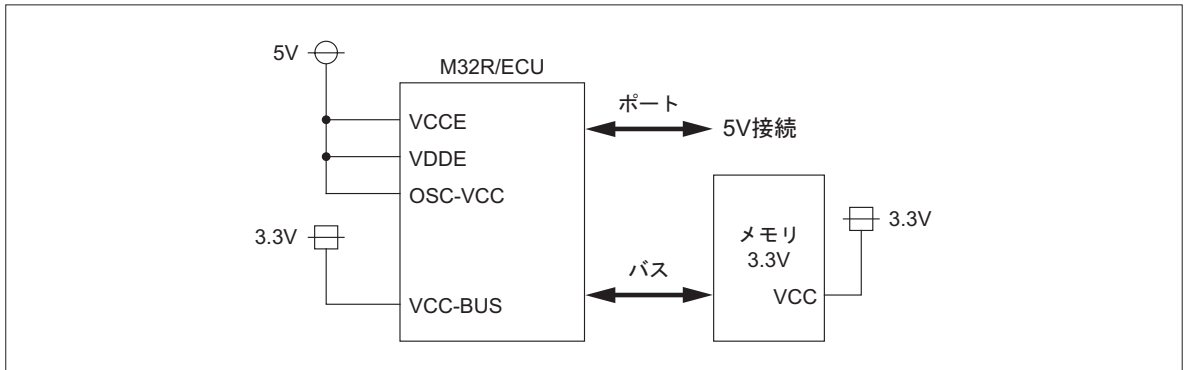 5V
M32R/ECU
VCCE
VDDE
OSC-VCC
ポート
5V接続
3.3V
VCC-BUS
バス
メモリ
3.3V
VCC
3.3V